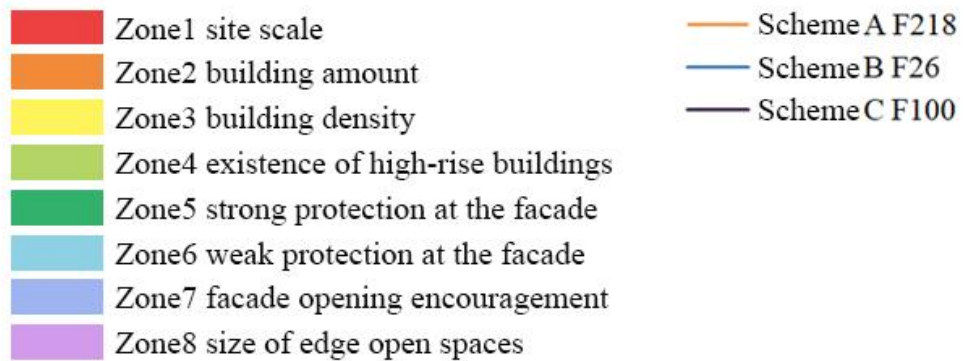 Zone1 site scale
Zone2 building amount
Zone3 building density
Zone4 existence of high-rise buildings
Zone5 strong protection at the facade
Zone6 weak protection at the facade
Zone7 facade opening encouragement
Zone8 size of edge open spaces
Scheme A F218
Scheme B F26
Scheme C F100